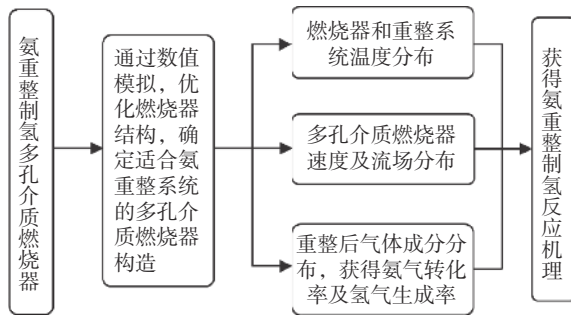 氨重整制氢多孔介质燃烧器
通过数值
模拟，优
化燃烧器
结构，确
定适合氨
重整系统
的多孔介
质燃烧器
构造
燃烧器和重整系
统温度分布
多孔介质燃烧器
速度及流场分布
重整后气体成分分
布，获得氨气转化
率及氢气生成率
获得氨重整制氢反应机理